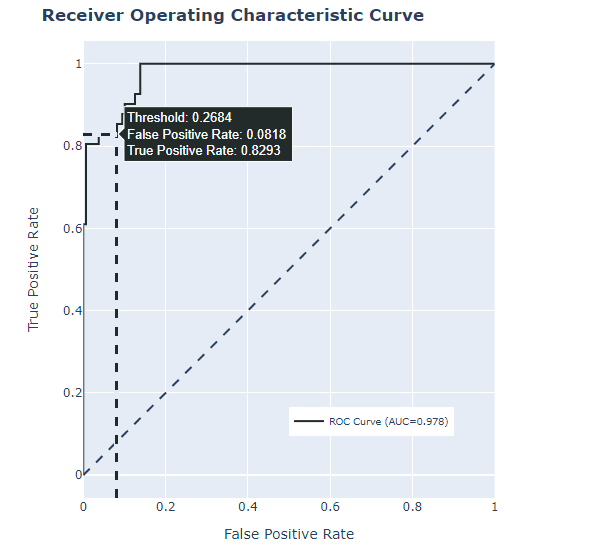 Receiver Operating Characteristic Curve
1
0.8
0.6
0.4
0.2
0
True Positive Rate
Threshold: 0.2684
False Positive Rate: 0.0818
True Positive Rate: 0.8293
ROC Curve (AUC=0.978)
0 0.2 0.4 0.6 0.8 1
False Positive Rate